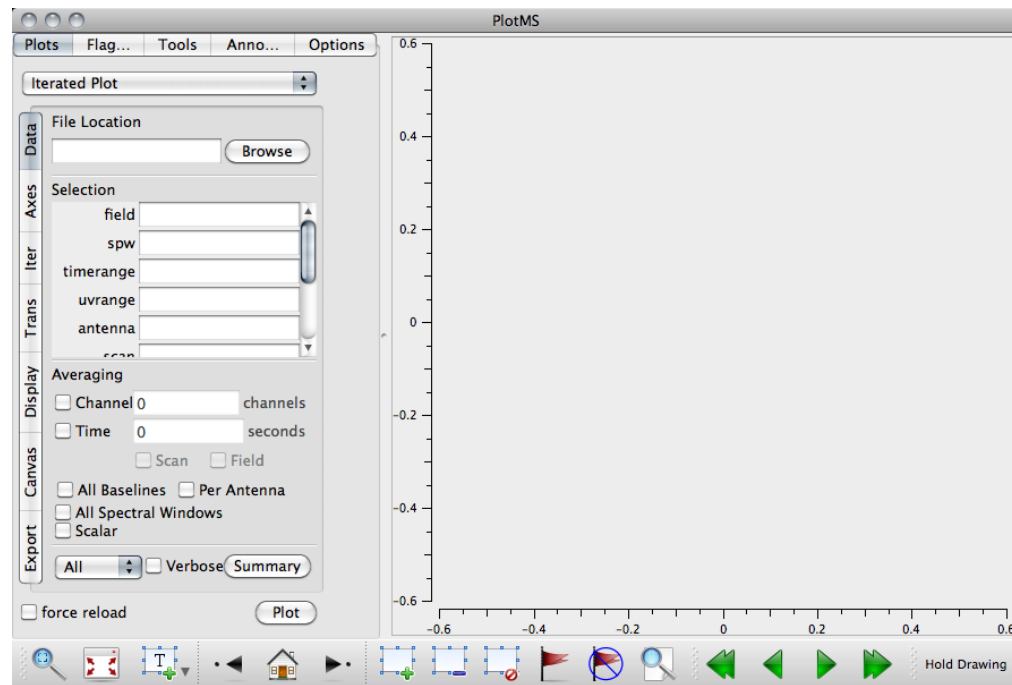 PlotMS
Plots Flag... Tools Anno... Options
Iterated Plot
Data
Axes
Iter
Trans
Display
Canvas
Export
File Location
Browse
Selection
field
spw
timerange
uvrange
antenna
scan
Averaging
Channel 0 channels
Time 0 seconds
Scan Field
All Baselines Per Antenna
All Spectral Windows
Scalar
All Verbose Summary
force reload Plot
0.6
0.4
0.2
0
-0.2
-0.4
-0.6
-0.6 -0.4 -0.2 0 0.2 0.4 0.6
T
Hold Drawing